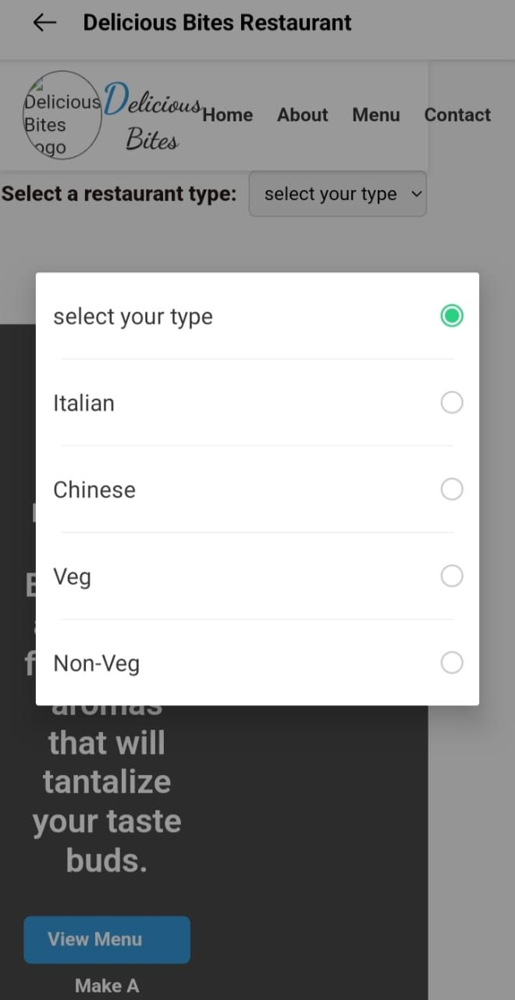 Delicious Bites Restaurant
Delicious
Bites
ogo
Delicious
Bites
Home About Menu Contact
Select a restaurant type: select your type
select your type
Italian
Chinese
Veg
Non-Veg
aromas
that will
tantalize
your taste
buds.
View Menu
Make A